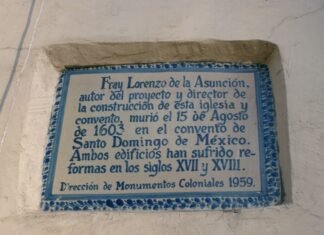 Fray Lorenzo de la Asunción,
autor del proyecto y director de
la construcción de esta iglesia y
convento, murió el 15 de Agosto
de 1603 en el convento de
Santo Domingo de México.
Ambos edificios han sufrido re-
formas en los siglos XVII y XVIII.
Dirección de Monumentos Coloniales 1959.